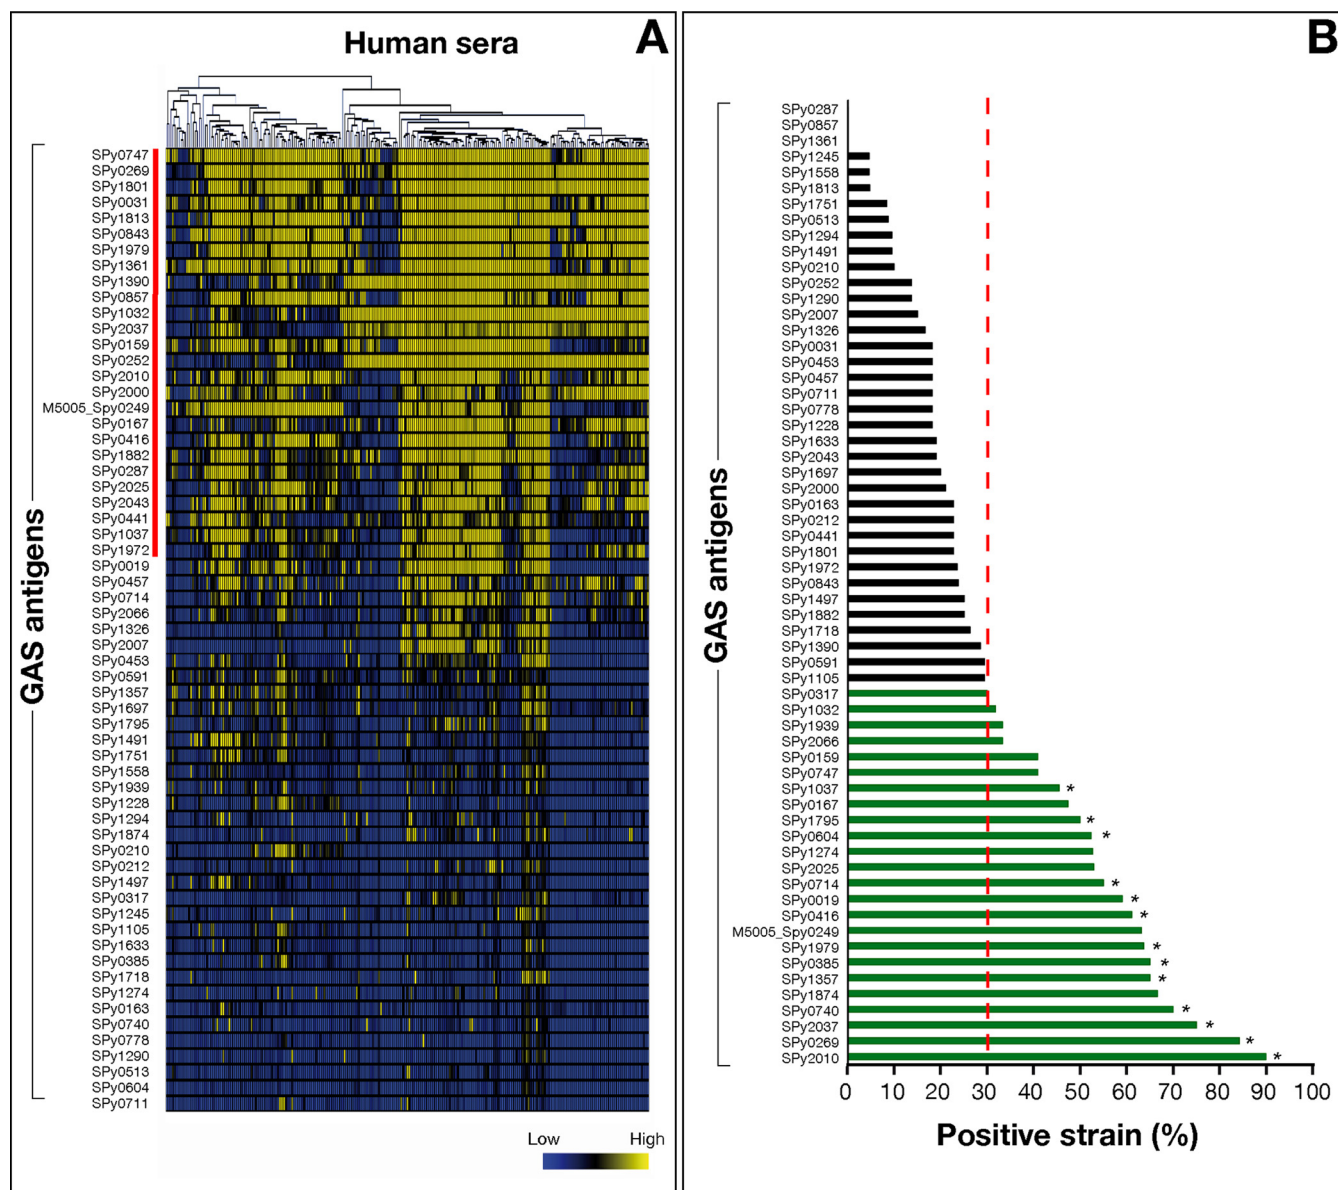 Human sera
A
GAS antigens
SPy0747
SPy0269
SPy1801
SPy0031
SPy1813
SPy0843
SPy1979
SPy1361
SPy1390
SPy0857
SPy1032
SPy2037
SPy0159
SPy0252
SPy2010
SPy2000
M5005_Spy0249
SPy0167
SPy0416
SPy1882
SPy0287
SPy2025
SPy2043
SPy0441
SPy1037
SPy1972
SPy0019
SPy0457
SPy0714
SPy2066
SPy1326
SPy2007
SPy0453
SPy0591
SPy1357
SPy1697
SPy1795
SPy1491
SPy1751
SPy1558
SPy1939
SPy1228
SPy1294
SPy1874
SPy0210
SPy0212
SPy1497
SPy0317
SPy1245
SPy1105
SPy1633
SPy0385
SPy1718
SPy1274
SPy0163
SPy0740
SPy0778
SPy1290
SPy0513
SPy0604
SPy0711
Low High
B
GAS antigens
SPy0287
SPy0857
SPy1361
SPy1245
SPy1558
SPy1813
SPy1751
SPy0513
SPy1294
SPy1491
SPy0210
SPy0252
SPy1290
SPy2007
SPy1326
SPy0031
SPy0453
SPy0457
SPy0711
SPy0778
SPy1228
SPy1633
SPy2043
SPy1697
SPy2000
SPy0163
SPy0212
SPy0441
SPy1801
SPy1972
SPy0843
SPy1497
SPy1882
SPy1718
SPy1390
SPy0591
SPy1105
SPy0317
SPy1032
SPy1939
SPy2066
SPy0159
SPy0747
SPy1037 *
SPy0167
SPy1795 *
SPy0604 *
SPy1274
SPy2025
SPy0714 *
SPy0019 *
SPy0416 *
M5005_Spy0249
SPy1979 *
SPy0385 *
SPy1357 *
SPy1874
SPy0740 *
SPy2037 *
SPy0269 *
SPy2010 *
0 10 20 30 40 50 60 70 80 90 100
Positive strain (%)